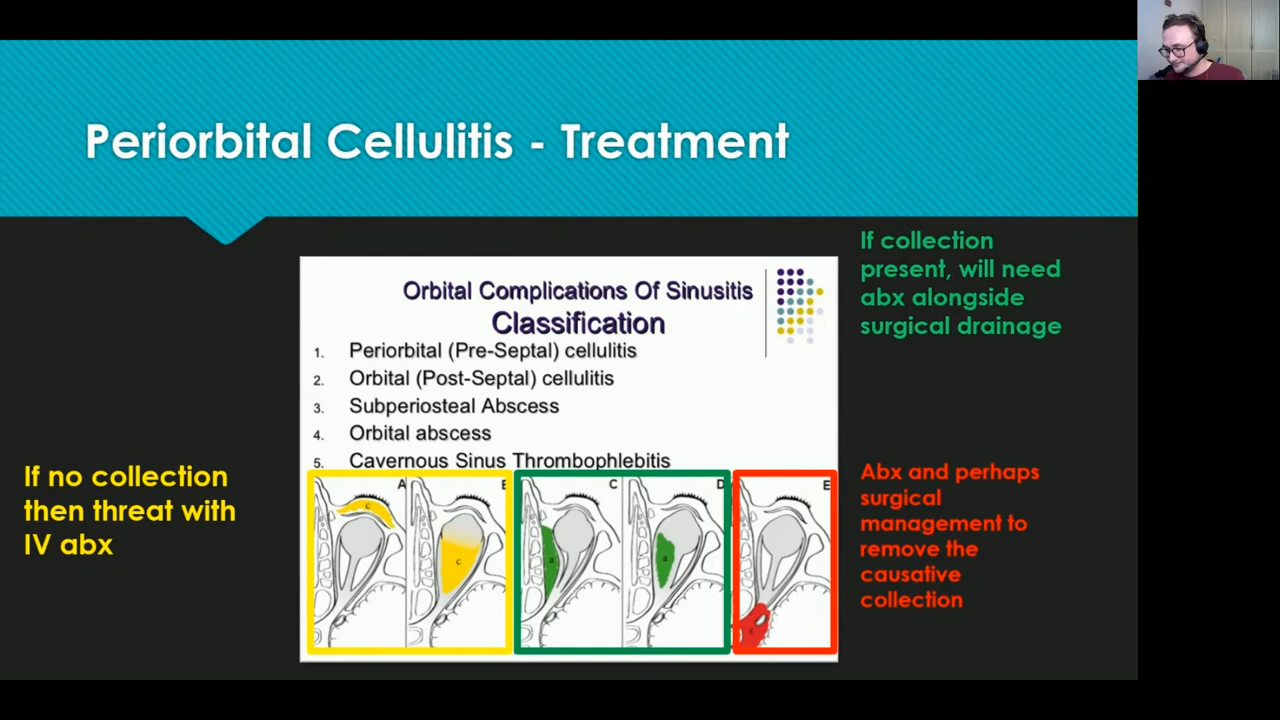 Periorbital Cellulitis - Treatment
If collection
present, will need
abx alongside
surgical drainage
Orbital Complications Of Sinusitis
Classification
1. Periorbital (Pre-Septal) cellulitis
2. Orbital (Post-Septal) cellulitis
3. Subperiosteal Abscess
4. Orbital abscess
5. Cavernous Sinus Thrombophlebitis
If no collection
then threat with
IV abx
A
c
B
c
C
a
D
a
E
t
Abx and perhaps
surgical
management to
remove the
causative
collection